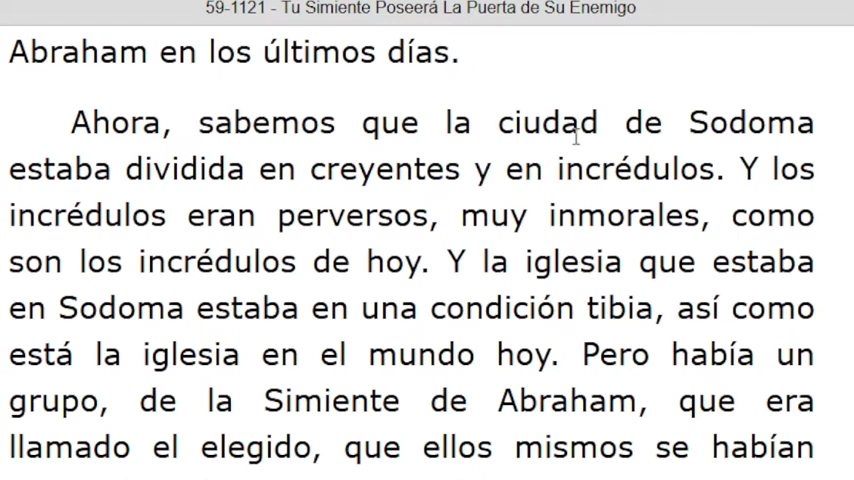 59-1121 - Tu Simiente Poseerá La Puerta de Su Enemigo
Abraham en los últimos días.
Ahora, sabemos que la ciudad de Sodoma
estaba dividida en creyentes y en incrédulos. Y los
incrédulos eran perversos, muy inmorales, como
son los incrédulos de hoy. Y la iglesia que estaba
en Sodoma estaba en una condición tibia, así como
está la iglesia en el mundo hoy. Pero había un
grupo, de la Simiente de Abraham, que era
llamado el elegido, que ellos mismos se habían